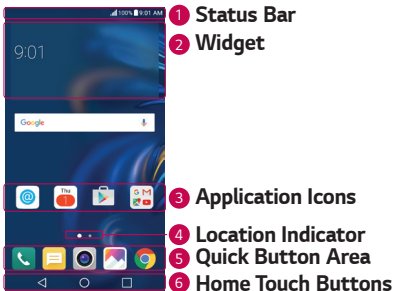 100% 9:01 AM
1 Status Bar
2 Widget
9:01
Google
Thu
1
G M
3 Application Icons
4 Location Indicator
5 Quick Button Area
6 Home Touch Buttons